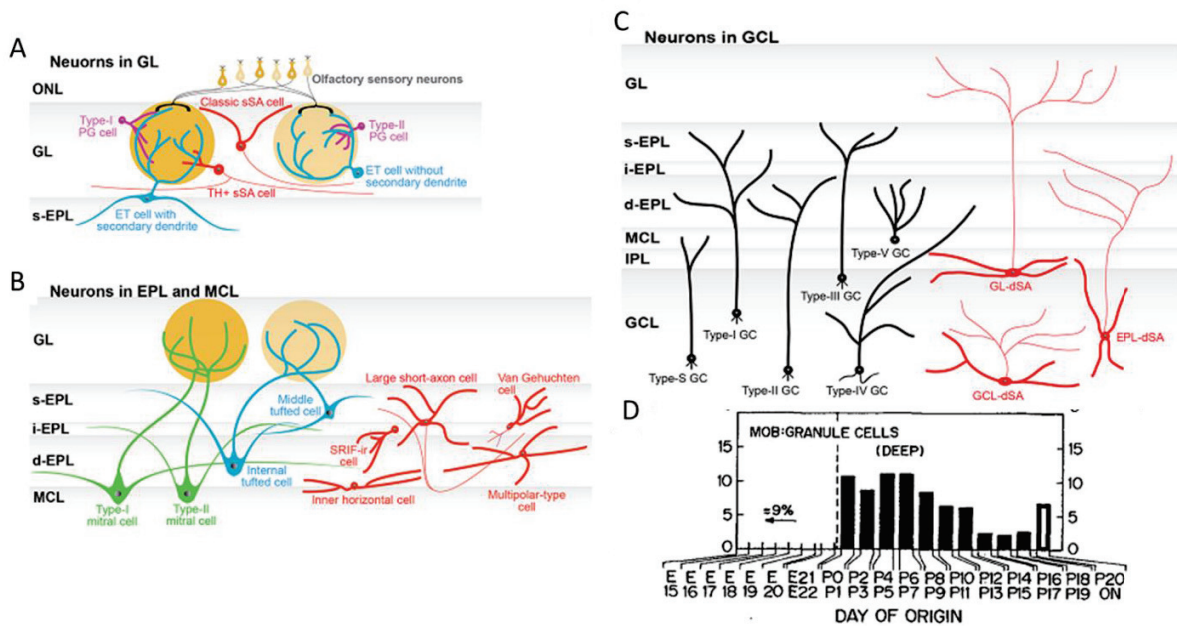 A
Neuorns in GL
ONL
Olfactory sensory neurons
Classic sSA cell
Type-I
PG cell
Type-II
PG cell
GL
ET cell without
secondary dendrite
TH+ sSA cell
s-EPL
ET cell with
secondary dendrite
B
Neurons in EPL and MCL
GL
Large short-axon cell
Van Gehuchten
cell
s-EPL
Middle
tufted cell
i-EPL
SRIF-ir
cell
d-EPL
Internal
tufted cell
MCL
Inner horizontal cell
Multipolar-type
cell
Type-I
mitral cell
Type-II
mitral cell
C
Neurons in GCL
GL
s-EPL
i-EPL
d-EPL
MCL
IPL
Type-V GC
GL-dSA
Type-III GC
GCL
Type-I GC
EPL-dSA
Type-S GC
Type-II GC
Type-IV GC
GCL-dSA
D
MOB:GRANULE CELLS
(DEEP)
15
10
5
0
≈9%
10
5
0
E E E E E E E21 P0 P2 P4 P6 P8 P10 P12 P14 P16 P18 P20
15 16 17 18 19 20 E22 P1 P3 P5 P7 P9 P11 P13 P15 P17 P19 ON
DAY OF ORIGIN